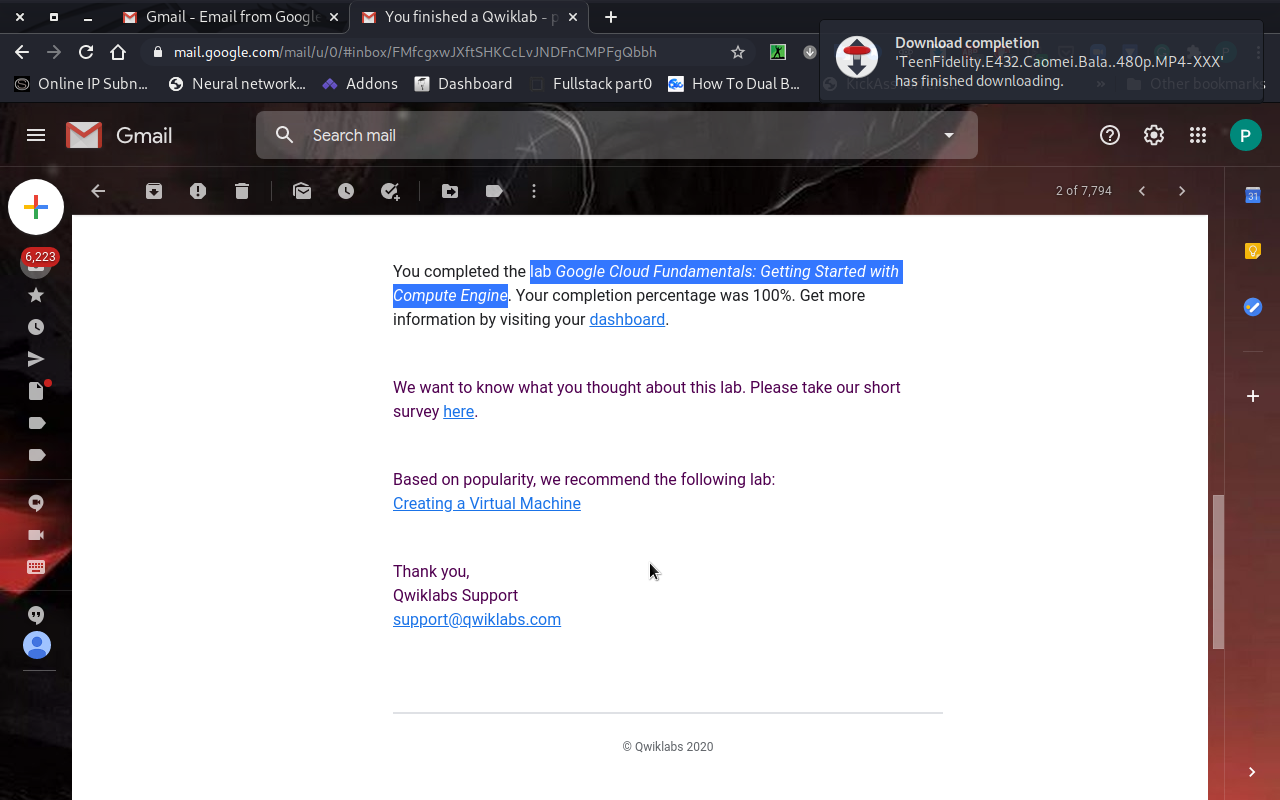 Gmail - Email from Google
You finished a Qwiklab - p
mail.google.com/mail/u/0/#inbox/FMfcgxwJXftSHKCcLvJNDFnCMPFgQbbh
Download completion
'TeenFidelity.E432.Caomei.Bala..480p.MP4-XXX'
has finished downloading.
Online IP Subn...
Neural network...
Addons
Dashboard
Fullstack part0
How To Dual B...
Other bookmarks
Gmail
Search mail
P
2 of 7,794
31
6,223
You completed the lab Google Cloud Fundamentals: Getting Started with
Compute Engine. Your completion percentage was 100%. Get more
information by visiting your dashboard.
We want to know what you thought about this lab. Please take our short
survey here.
Based on popularity, we recommend the following lab:
Creating a Virtual Machine
Thank you,
Qwiklabs Support
support@qwiklabs.com
© Qwiklabs 2020